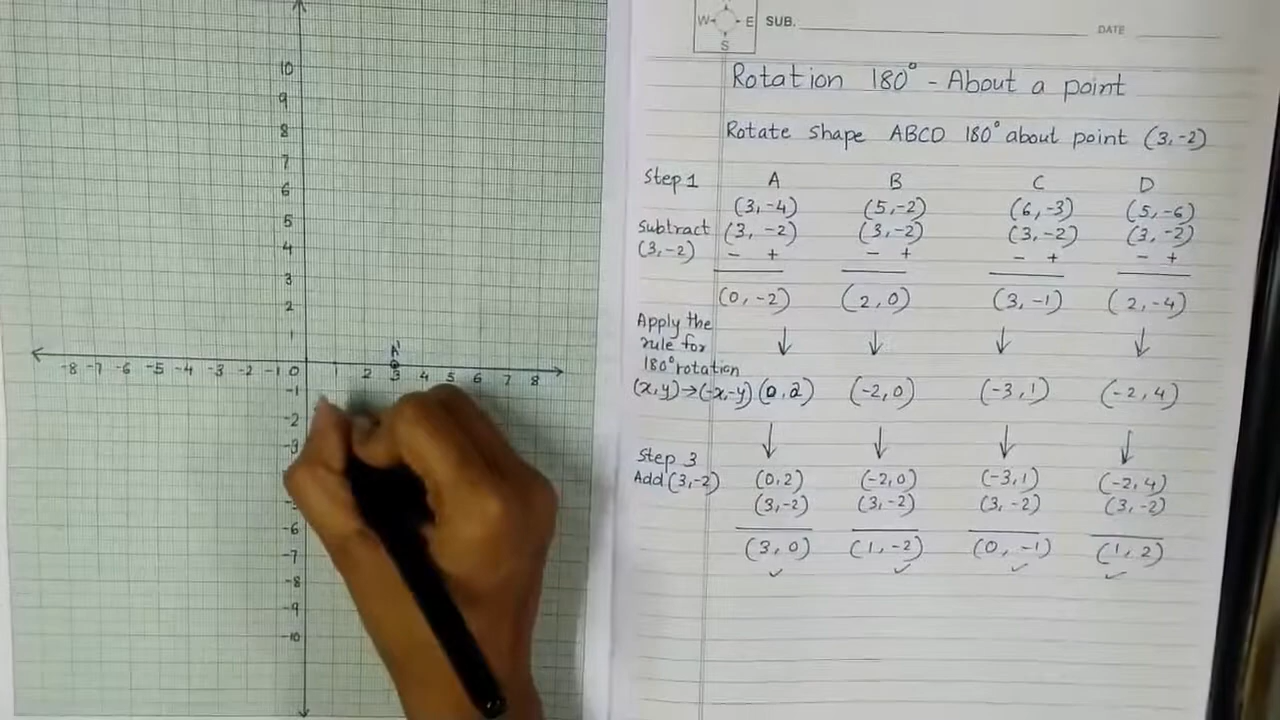 10
9
8
7
6
5
4
3
2
1
A'
-8 -7 -6 -5 -4 -3 -2 -1 0 1 2 3 4 5 6 7 8
-1
-2
-3
-6
-7
-8
-9
-10
W E SUB. DATE
S
Rotation 180° - About a point
Rotate shape ABCD 180° about point (3,-2)
Step 1 A B C D
(3,-4) (5,-2) (6,-3) (5,-6)
Subtract (3,-2) (3,-2) (3,-2) (3,-2)
(3,-2) - + - + - + - +
(0,-2) (2,0) (3,-1) (2,-4)
Apply the
rule for
180° rotation
(x,y)→(-x,-y) (0,2) (-2,0) (-3,1) (-2,4)
Step 3
Add (3,-2) (0,2) (-2,0) (-3,1) (-2,4)
(3,-2) (3,-2) (3,-2) (3,-2)
(3,0) (1,-2) (0,-1) (1,2)